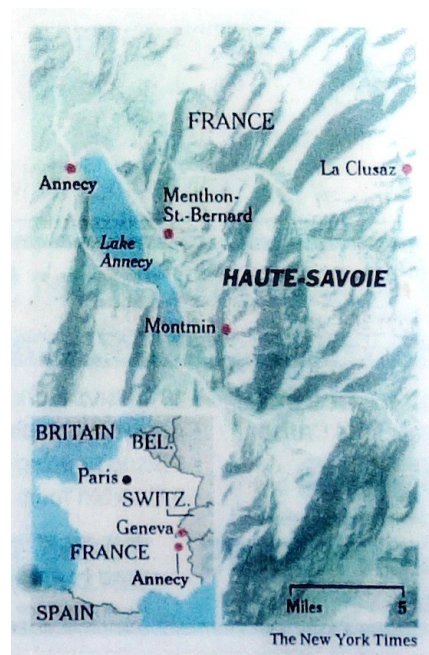 FRANCE
La Clusaz
Annecy
Menthon-
St.-Bernard
Lake
Annecy
HAUTE-SAVOIE
Montmin
BRITAIN
BEL.
Paris
SWITZ.
Geneva
FRANCE
Annecy
SPAIN
Miles 5
The New York Times